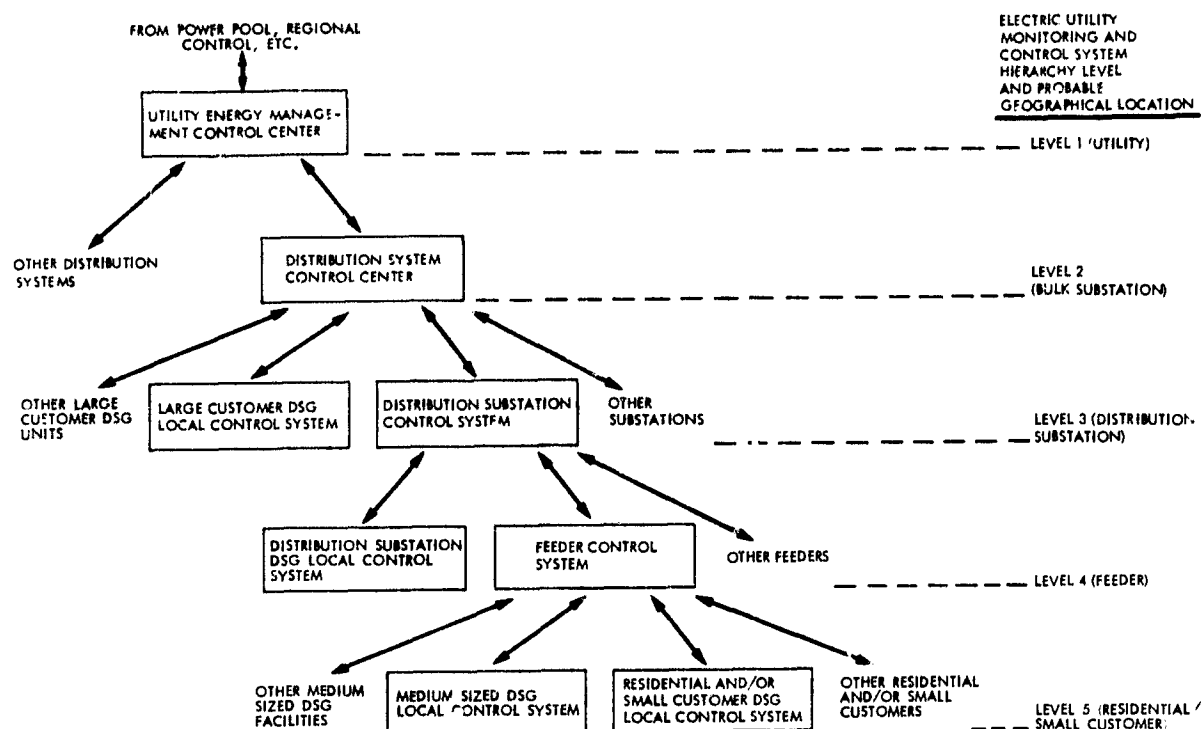 FROM POWER POOL, REGIONAL
CONTROL, ETC.
ELECTRIC UTILITY
MONITORING AND
CONTROL SYSTEM
HIERARCHY LEVEL
AND PROBABLE
GEOGRAPHICAL LOCATION
UTILITY ENERGY MANAGE-
MENT CONTROL CENTER
LEVEL 1 (UTILITY)
OTHER DISTRIBUTION
SYSTEMS
DISTRIBUTION SYSTEM
CONTROL CENTER
LEVEL 2
(BULK SUBSTATION)
OTHER LARGE
CUSTOMER DSG
UNITS
LARGE CUSTOMER DSG
LOCAL CONTROL SYSTEM
DISTRIBUTION SUBSTATION
CONTROL SYSTEM
OTHER
SUBSTATIONS
LEVEL 3 (DISTRIBUTION
SUBSTATION)
DISTRIBUTION SUBSTATION
DSG LOCAL CONTROL
SYSTEM
FEEDER CONTROL
SYSTEM
OTHER FEEDERS
LEVEL 4 (FEEDER)
OTHER MEDIUM
SIZED DSG
FACILITIES
MEDIUM SIZED DSG
LOCAL CONTROL SYSTEM
RESIDENTIAL AND/OR
SMALL CUSTOMER DSG
LOCAL CONTROL SYSTEM
OTHER RESIDENTIAL
AND/OR SMALL
CUSTOMERS
LEVEL 5 (RESIDENTIAL /
SMALL CUSTOMER)